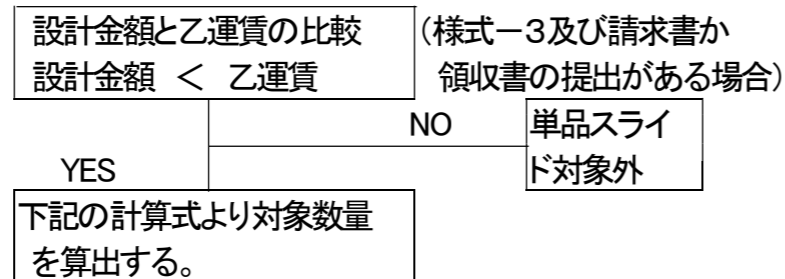 設計金額と乙運賃の比較
設計金額 < 乙運賃
(様式-3及び請求書か
領収書の提出がある場合)
NO
単品スライ
ド対象外
YES
下記の計算式より対象数量
を算出する。